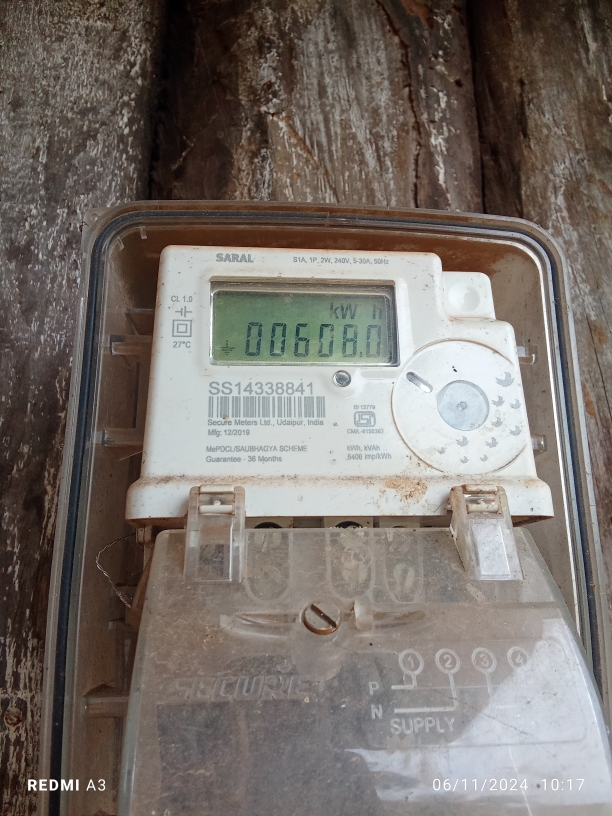 SARAL
S1A, 1P, 2W, 240V, 5-30A, 50Hz
CL 1.0
27°C
kW h
00608.0
SS14338841
Secure Meters Ltd., Udaipur, India
Mfg: 12/2019
MePDCL/SAUBHAGYA SCHEME
Guarantee - 36 Months
IS 13779
kWh, kVAh
6400 imp/kWh
SECURE
1 2 3 4
P
N
SUPPLY
REDMI A3
06/11/2024 10:17